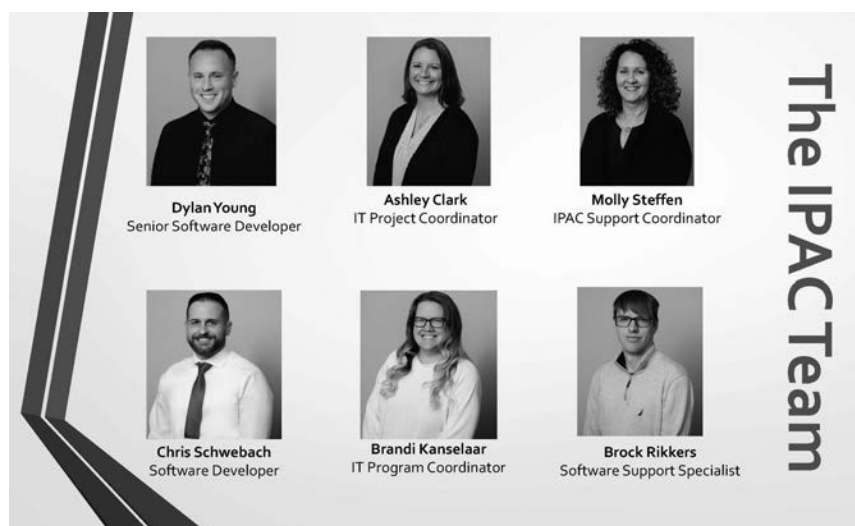 The IPAC Team
Dylan Young
Senior Software Developer
Ashley Clark
IT Project Coordinator
Molly Steffen
IPAC Support Coordinator
Chris Schwebach
Software Developer
Brandi Kanselaar
IT Program Coordinator
Brock Rikkers
Software Support Specialist